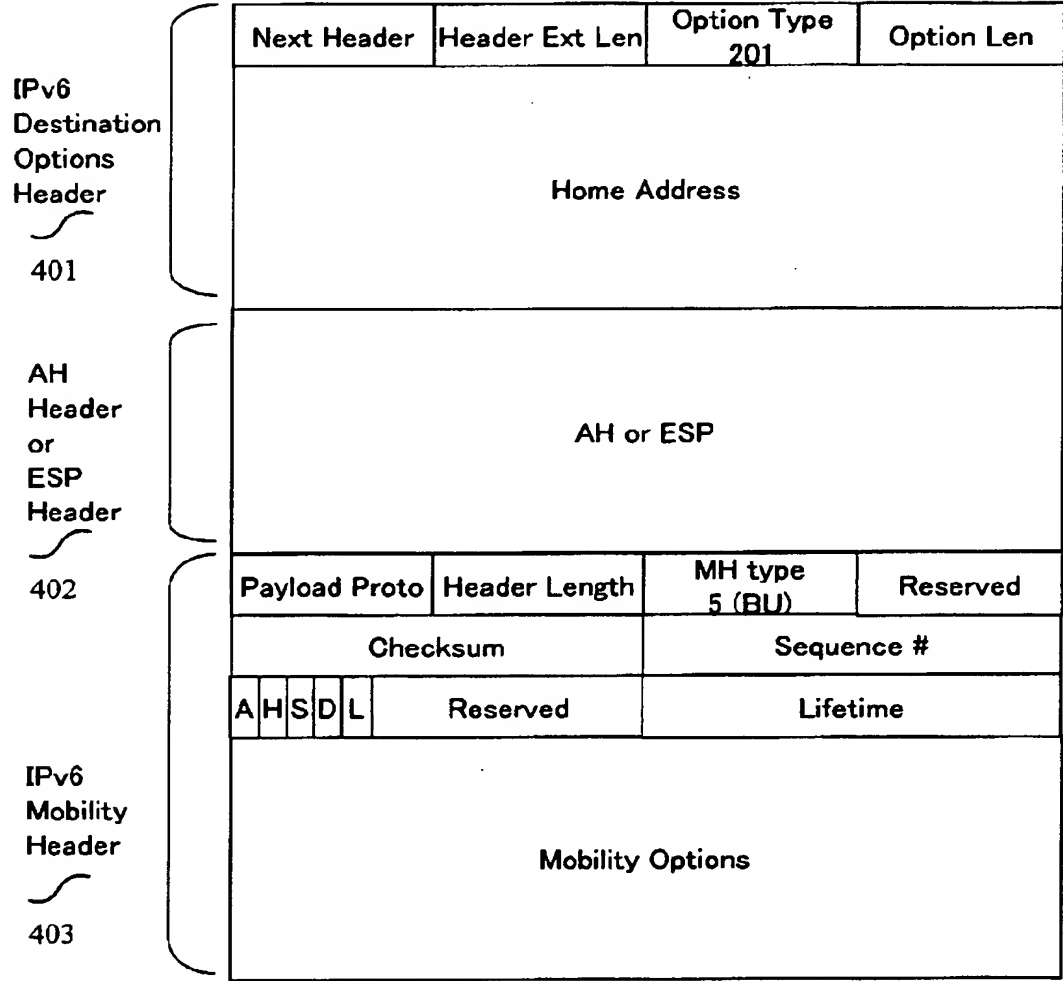 Next Header Header Ext Len Option Type 201 Option Len
IPv6
Destination
Options
Header
401
Home Address
AH
Header
or
ESP
Header
402
AH or ESP
Payload Proto Header Length MH type 5 (BU) Reserved
Checksum Sequence #
A H S D L Reserved Lifetime
IPv6
Mobility
Header
403
Mobility Options